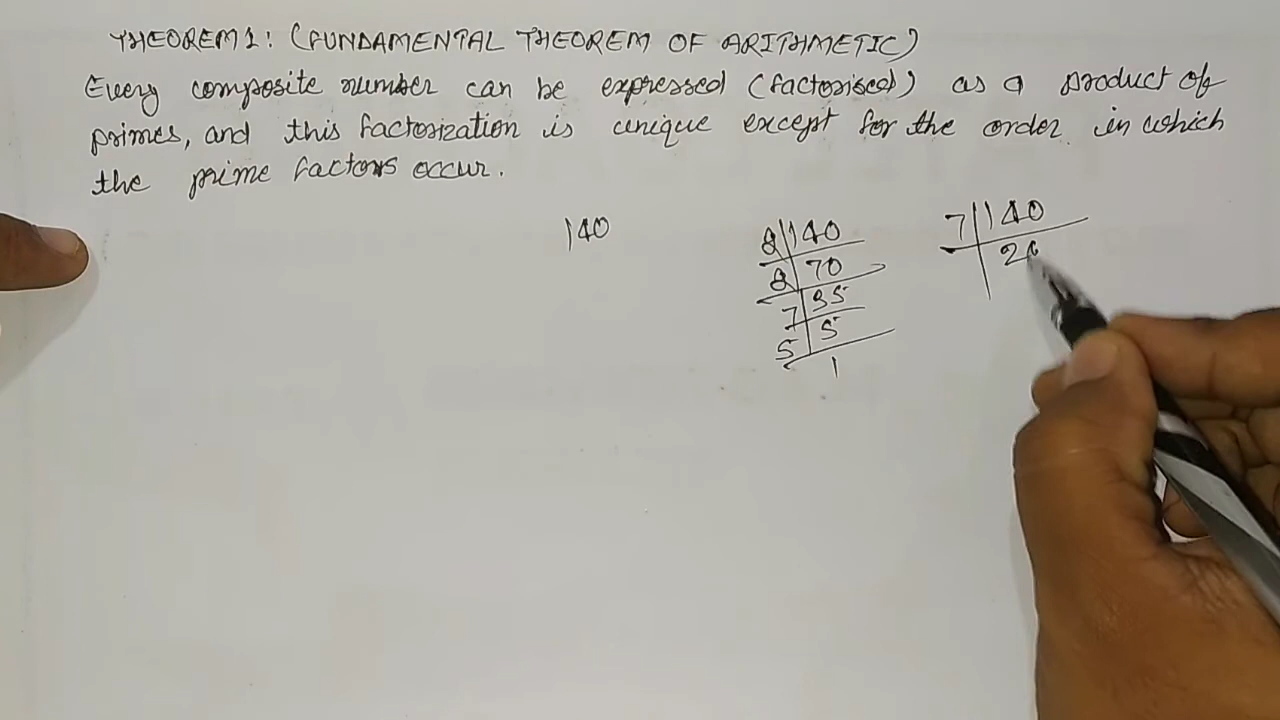 THEOREM 1: (FUNDAMENTAL THEOREM OF ARITHMETIC)
Every composite number can be expressed (factorised) as a product of
primes, and this factorization is unique except for the order in which
the prime factors occur.
140
2 140
2 70
7 35
5 5
1
7 140
20